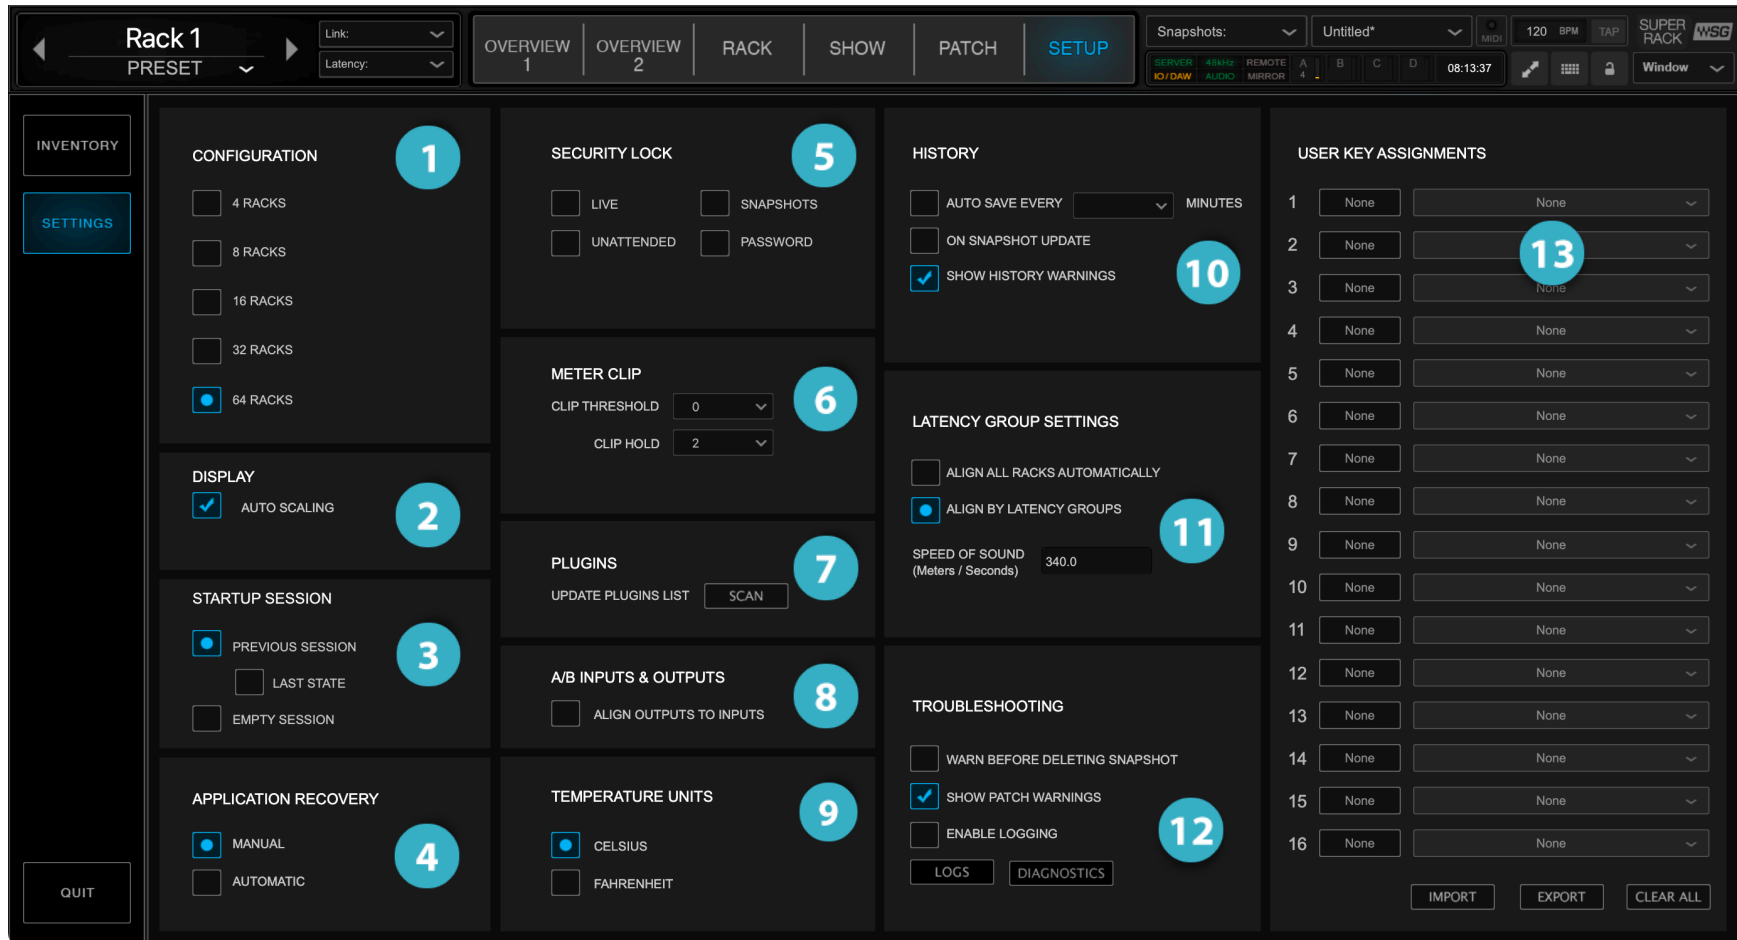 Rack 1
PRESET
Link:
Latency:
OVERVIEW 1
OVERVIEW 2
RACK
SHOW
PATCH
SETUP
Snapshots:
Untitled*
MIDI
120 BPM
TAP
SUPER RACK
WSG
SERVER 48kHz REMOTE A B C D
IO/DAW AUDIO MIRROR 4
08:13:37
Window
INVENTORY
SETTINGS
QUIT
CONFIGURATION
1
4 RACKS
8 RACKS
16 RACKS
32 RACKS
64 RACKS
DISPLAY
AUTO SCALING
2
STARTUP SESSION
PREVIOUS SESSION
3
LAST STATE
EMPTY SESSION
APPLICATION RECOVERY
MANUAL
4
AUTOMATIC
SECURITY LOCK
5
LIVE
SNAPSHOTS
UNATTENDED
PASSWORD
METER CLIP
CLIP THRESHOLD 0
6
CLIP HOLD 2
PLUGINS
7
UPDATE PLUGINS LIST SCAN
A/B INPUTS & OUTPUTS
8
ALIGN OUTPUTS TO INPUTS
TEMPERATURE UNITS
9
CELSIUS
FAHRENHEIT
HISTORY
AUTO SAVE EVERY MINUTES
ON SNAPSHOT UPDATE
SHOW HISTORY WARNINGS
10
LATENCY GROUP SETTINGS
ALIGN ALL RACKS AUTOMATICALLY
ALIGN BY LATENCY GROUPS
11
SPEED OF SOUND
(Meters / Seconds)
340.0
TROUBLESHOOTING
WARN BEFORE DELETING SNAPSHOT
SHOW PATCH WARNINGS
ENABLE LOGGING
12
LOGS
DIAGNOSTICS
USER KEY ASSIGNMENTS
1 None None
2 None
13
3 None None
4 None None
5 None None
6 None None
7 None None
8 None None
9 None None
10 None None
11 None None
12 None None
13 None None
14 None None
15 None None
16 None None
IMPORT
EXPORT
CLEAR ALL